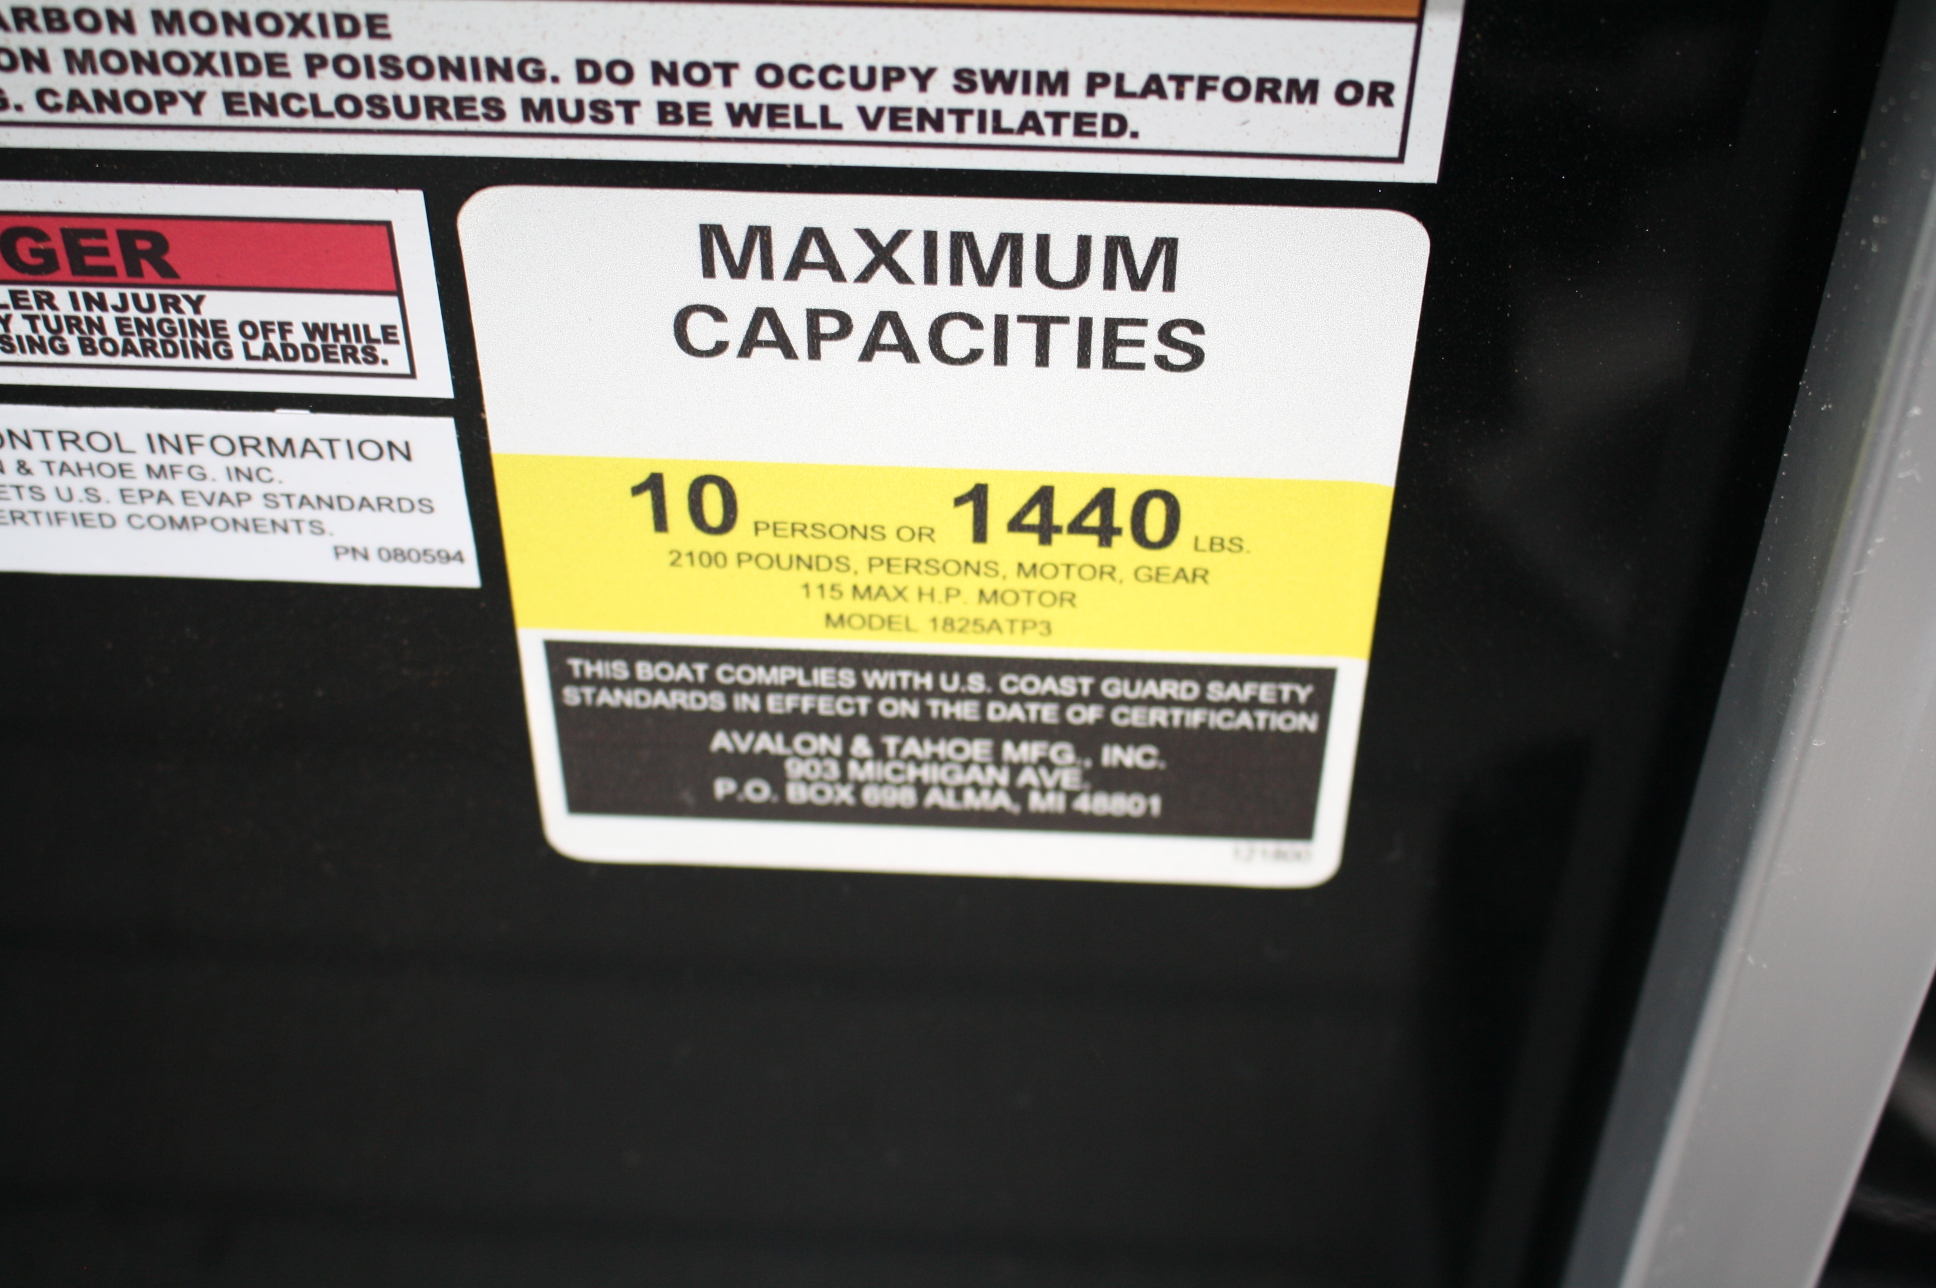 ARBON MONOXIDE
ON MONOXIDE POISONING. DO NOT OCCUPY SWIM PLATFORM OR
G. CANOPY ENCLOSURES MUST BE WELL VENTILATED.
GER
LER INJURY
Y TURN ENGINE OFF WHILE
SING BOARDING LADDERS.
ONTROL INFORMATION
N & TAHOE MFG. INC.
ETS U.S. EPA EVAP STANDARDS
ERTIFIED COMPONENTS.
PN 080594
MAXIMUM
CAPACITIES
10 PERSONS OR 1440 LBS.
2100 POUNDS, PERSONS, MOTOR, GEAR
115 MAX H.P. MOTOR
MODEL 1825ATP3
THIS BOAT COMPLIES WITH U.S. COAST GUARD SAFETY
STANDARDS IN EFFECT ON THE DATE OF CERTIFICATION
AVALON & TAHOE MFG., INC.
903 MICHIGAN AVE.
P.O. BOX 698 ALMA, MI 48801